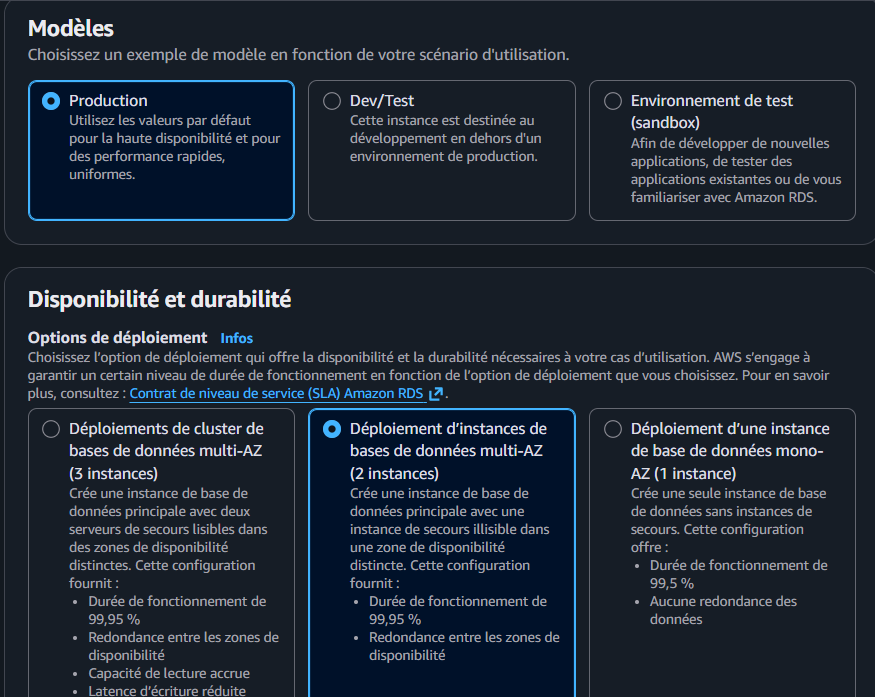 Modèles
Choisissez un exemple de modèle en fonction de votre scénario d'utilisation.
Production
Utilisez les valeurs par défaut
pour la haute disponibilité et pour
des performance rapides,
uniformes.
Dev/Test
Cette instance est destinée au
développement en dehors d'un
environnement de production.
Environnement de test
(sandbox)
Afin de développer de nouvelles
applications, de tester des
applications existantes ou de vous
familiariser avec Amazon RDS.
Disponibilité et durabilité
Options de déploiement Infos
Choisissez l'option de déploiement qui offre la disponibilité et la durabilité nécessaires à votre cas d'utilisation. AWS s'engage à
garantir un certain niveau de durée de fonctionnement en fonction de l'option de déploiement que vous choisissez. Pour en savoir
plus, consultez : Contrat de niveau de service (SLA) Amazon RDS.
Déploiements de cluster de
bases de données multi-AZ
(3 instances)
Crée une instance de base de
données principale avec deux
serveurs de secours lisibles dans
des zones de disponibilité
distinctes. Cette configuration
fournit :
• Durée de fonctionnement de
99,95 %
• Redondance entre les zones de
disponibilité
• Capacité de lecture accrue
• Latence d'écriture réduite
Déploiement d'instances de
bases de données multi-AZ
(2 instances)
Crée une instance de base de
données principale avec une
instance de secours illisible dans
une zone de disponibilité
distincte. Cette configuration
fournit :
• Durée de fonctionnement de
99,95 %
• Redondance entre les zones de
disponibilité
Déploiement d'une instance
de base de données mono-
AZ (1 instance)
Crée une seule instance de base
de données sans instances de
secours. Cette configuration
offre :
• Durée de fonctionnement de
99,5 %
• Aucune redondance des
données